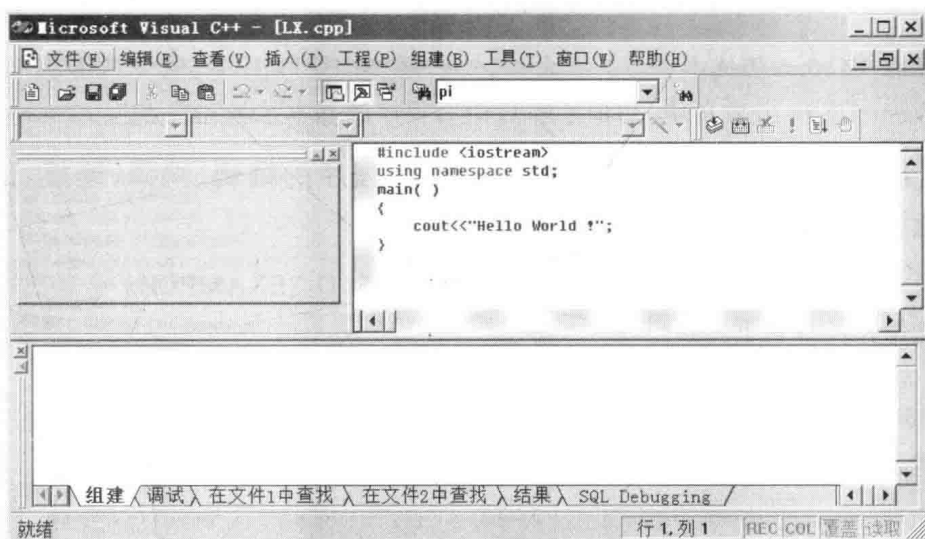 Microsoft Visual C++ - [LX.cpp]
文件(F) 编辑(E) 查看(V) 插入(I) 工程(P) 组建(B) 工具(T) 窗口(W) 帮助(H)
pi
#include <iostream>
using namespace std;
main( )
{
cout<<"Hello World !";
}
组建 调试 在文件1中查找 在文件2中查找 结果 SQL Debugging
就绪 行 1,列 1 REC COL 覆盖 读取